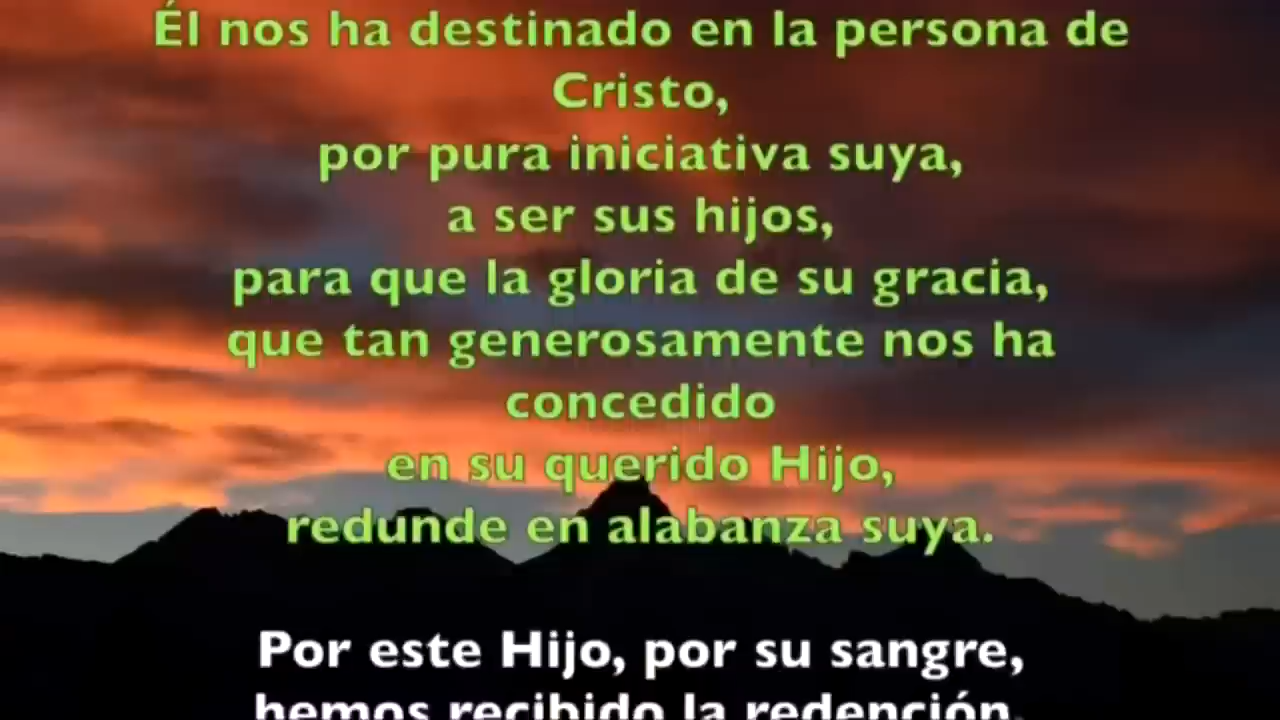 Él nos ha destinado en la persona de
Cristo,
por pura iniciativa suya,
a ser sus hijos,
para que la gloria de su gracia,
que tan generosamente nos ha
concedido
en su querido Hijo,
redunde en alabanza suya.
Por este Hijo, por su sangre,
hemos recibido la redención,